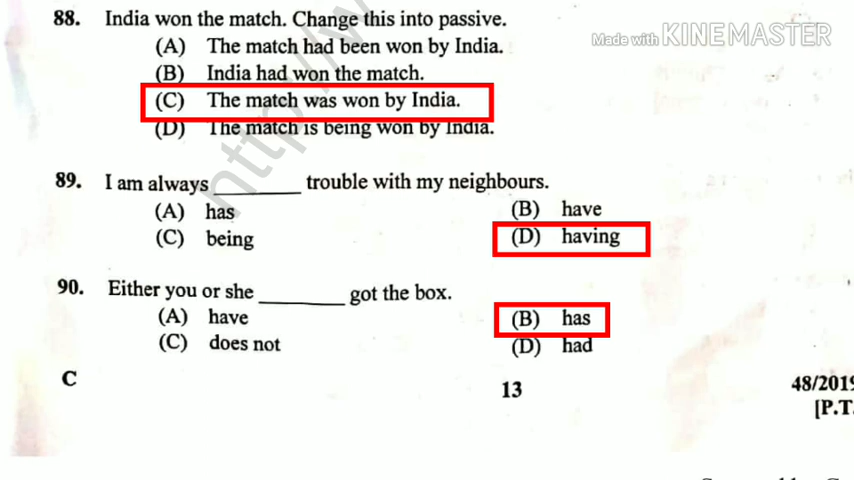 88. India won the match. Change this into passive.
Made with KINEMASTER
(A) The match had been won by India.
(B) India had won the match.
(C) The match was won by India.
(D) The match is being won by India.
89. I am always ________ trouble with my neighbours.
(A) has (B) have
(C) being (D) having
90. Either you or she ________ got the box.
(A) have (B) has
(C) does not (D) had
C 13 48/2019
[P.T.